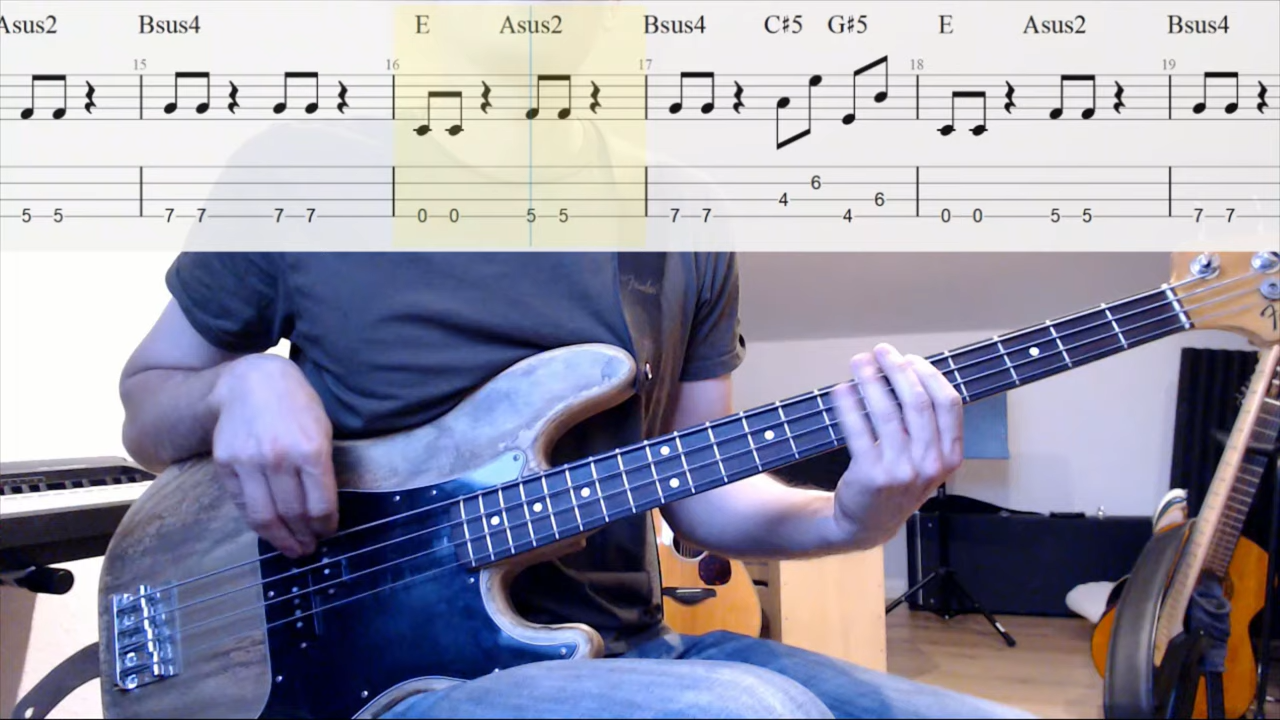 Asus2 Bsus4 E Asus2 Bsus4 C♯5 G♯5 E Asus2 Bsus4
15 16 17 18 19
6
4 6
5 5 7 7 7 7 0 0 5 5 7 7 4 0 0 5 5 7 7
Fender